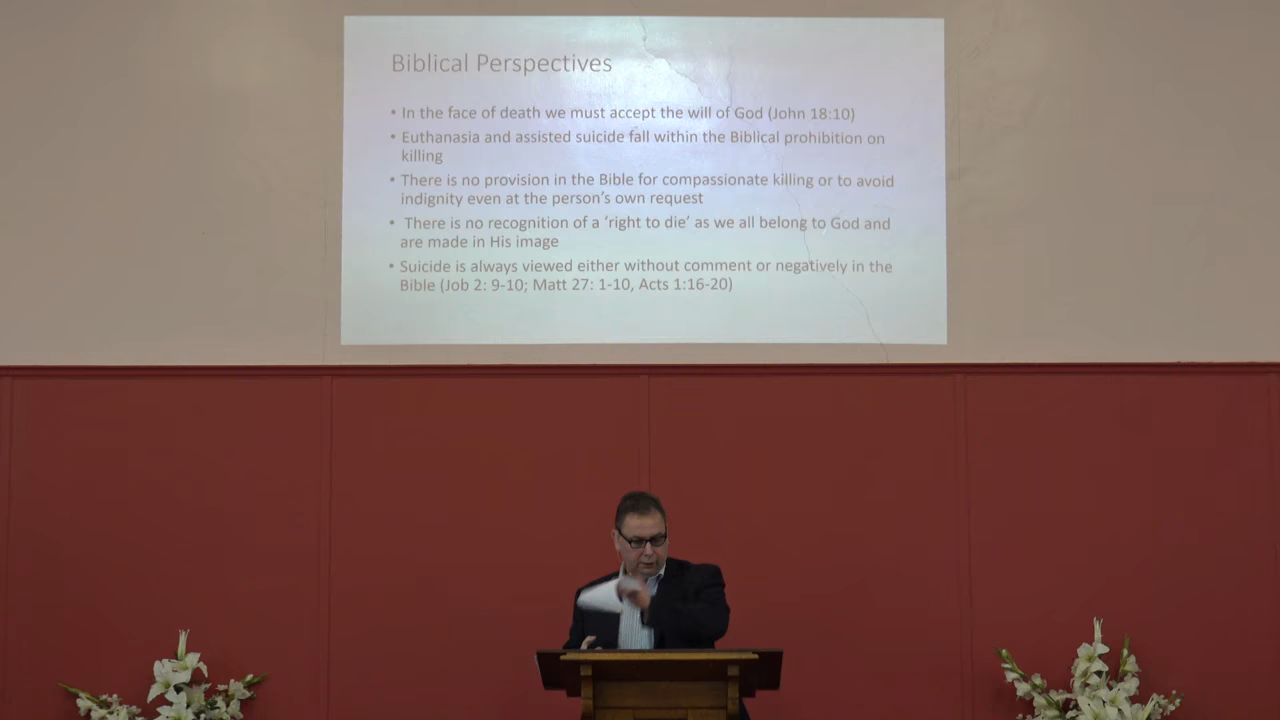 Biblical Perspectives
• In the face of death we must accept the will of God (John 18:10)
• Euthanasia and assisted suicide fall within the Biblical prohibition on
killing
• There is no provision in the Bible for compassionate killing or to avoid
indignity even at the person’s own request
• There is no recognition of a ‘right to die’ as we all belong to God and
are made in His image
• Suicide is always viewed either without comment or negatively in the
Bible (Job 2: 9-10; Matt 27: 1-10, Acts 1:16-20)